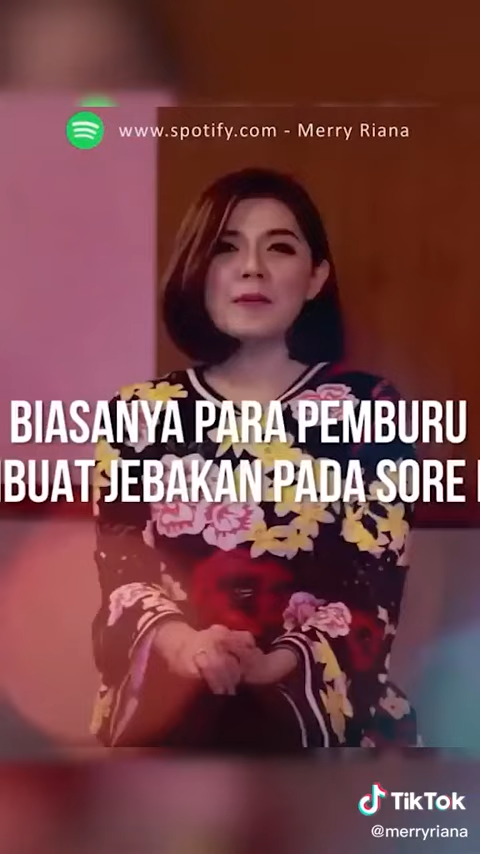 www.spotify.com - Merry Riana
BIASANYA PARA PEMBURU
JEBAKAN PADA SORE
TikTok
@merryriana